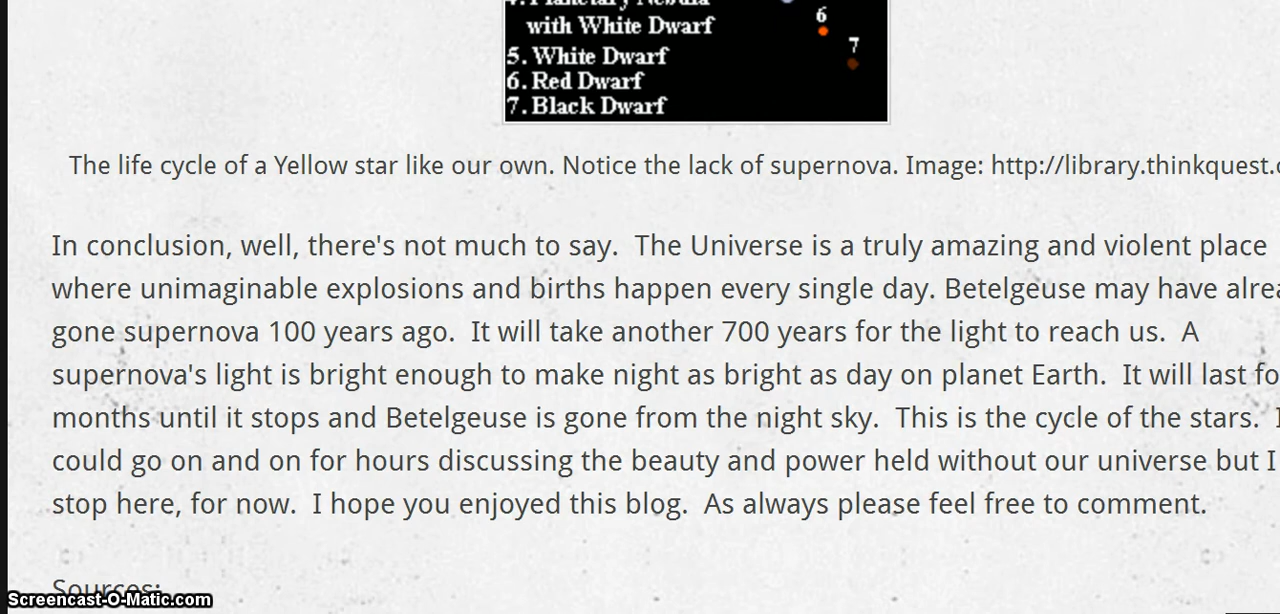 with White Dwarf
6
7
5. White Dwarf
6. Red Dwarf
7. Black Dwarf
The life cycle of a Yellow star like our own. Notice the lack of supernova. Image: http://library.thinkquest.
In conclusion, well, there's not much to say. The Universe is a truly amazing and violent place
where unimaginable explosions and births happen every single day. Betelgeuse may have alrea
gone supernova 100 years ago. It will take another 700 years for the light to reach us. A
supernova's light is bright enough to make night as bright as day on planet Earth. It will last fo
months until it stops and Betelgeuse is gone from the night sky. This is the cycle of the stars. I
could go on and on for hours discussing the beauty and power held without our universe but I
stop here, for now. I hope you enjoyed this blog. As always please feel free to comment.
Sources:
Screencast-O-Matic.com